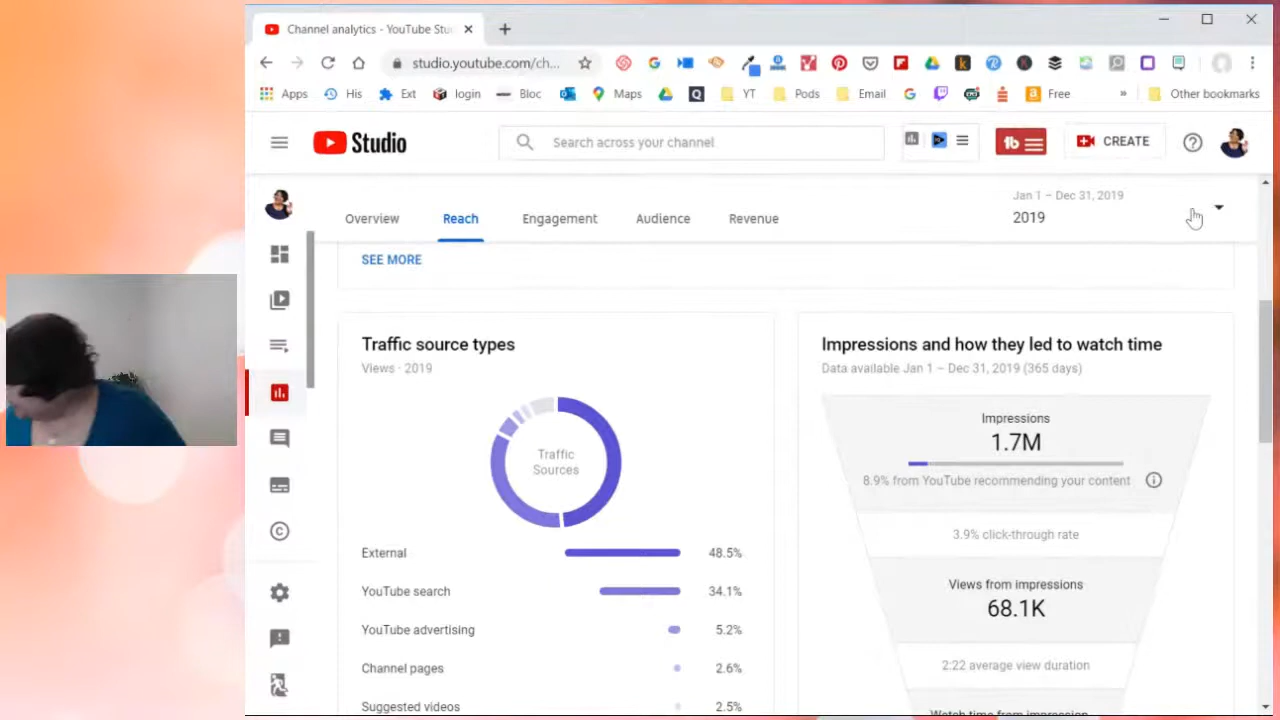 Channel analytics - YouTube Stu
studio.youtube.com/ch...
Apps His Ext login Bloc Maps YT Pods Email Free » Other bookmarks
Studio Search across your channel tb CREATE
Overview Reach Engagement Audience Revenue
Jan 1 – Dec 31, 2019
2019
SEE MORE
Traffic source types
Views · 2019
Traffic
Sources
External 48.5%
YouTube search 34.1%
YouTube advertising 5.2%
Channel pages 2.6%
Suggested videos 2.5%
Impressions and how they led to watch time
Data available Jan 1 – Dec 31, 2019 (365 days)
Impressions
1.7M
8.9% from YouTube recommending your content
3.9% click-through rate
Views from impressions
68.1K
2:22 average view duration
Watch time from impressions